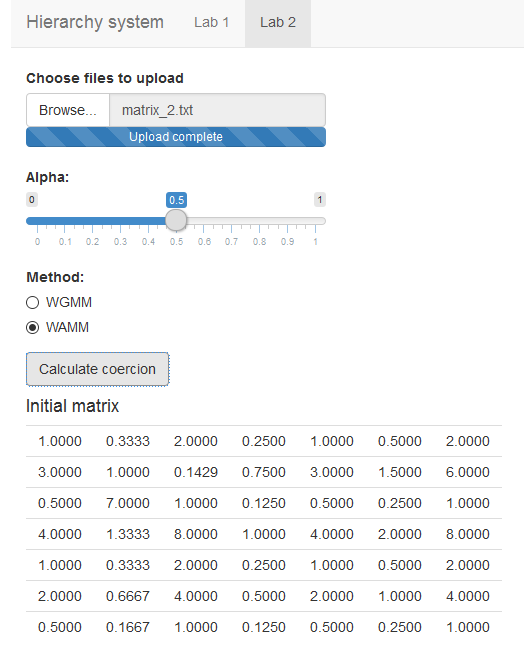 Hierarchy system Lab 1 Lab 2
Choose files to upload
Browse... matrix_2.txt
Upload complete
Alpha:
0 0.5 1
0 0.1 0.2 0.3 0.4 0.5 0.6 0.7 0.8 0.9 1
Method:
WGMM
WAMM
Calculate coercion
Initial matrix
1.0000 0.3333 2.0000 0.2500 1.0000 0.5000 2.0000
3.0000 1.0000 0.1429 0.7500 3.0000 1.5000 6.0000
0.5000 7.0000 1.0000 0.1250 0.5000 0.2500 1.0000
4.0000 1.3333 8.0000 1.0000 4.0000 2.0000 8.0000
1.0000 0.3333 2.0000 0.2500 1.0000 0.5000 2.0000
2.0000 0.6667 4.0000 0.5000 2.0000 1.0000 4.0000
0.5000 0.1667 1.0000 0.1250 0.5000 0.2500 1.0000